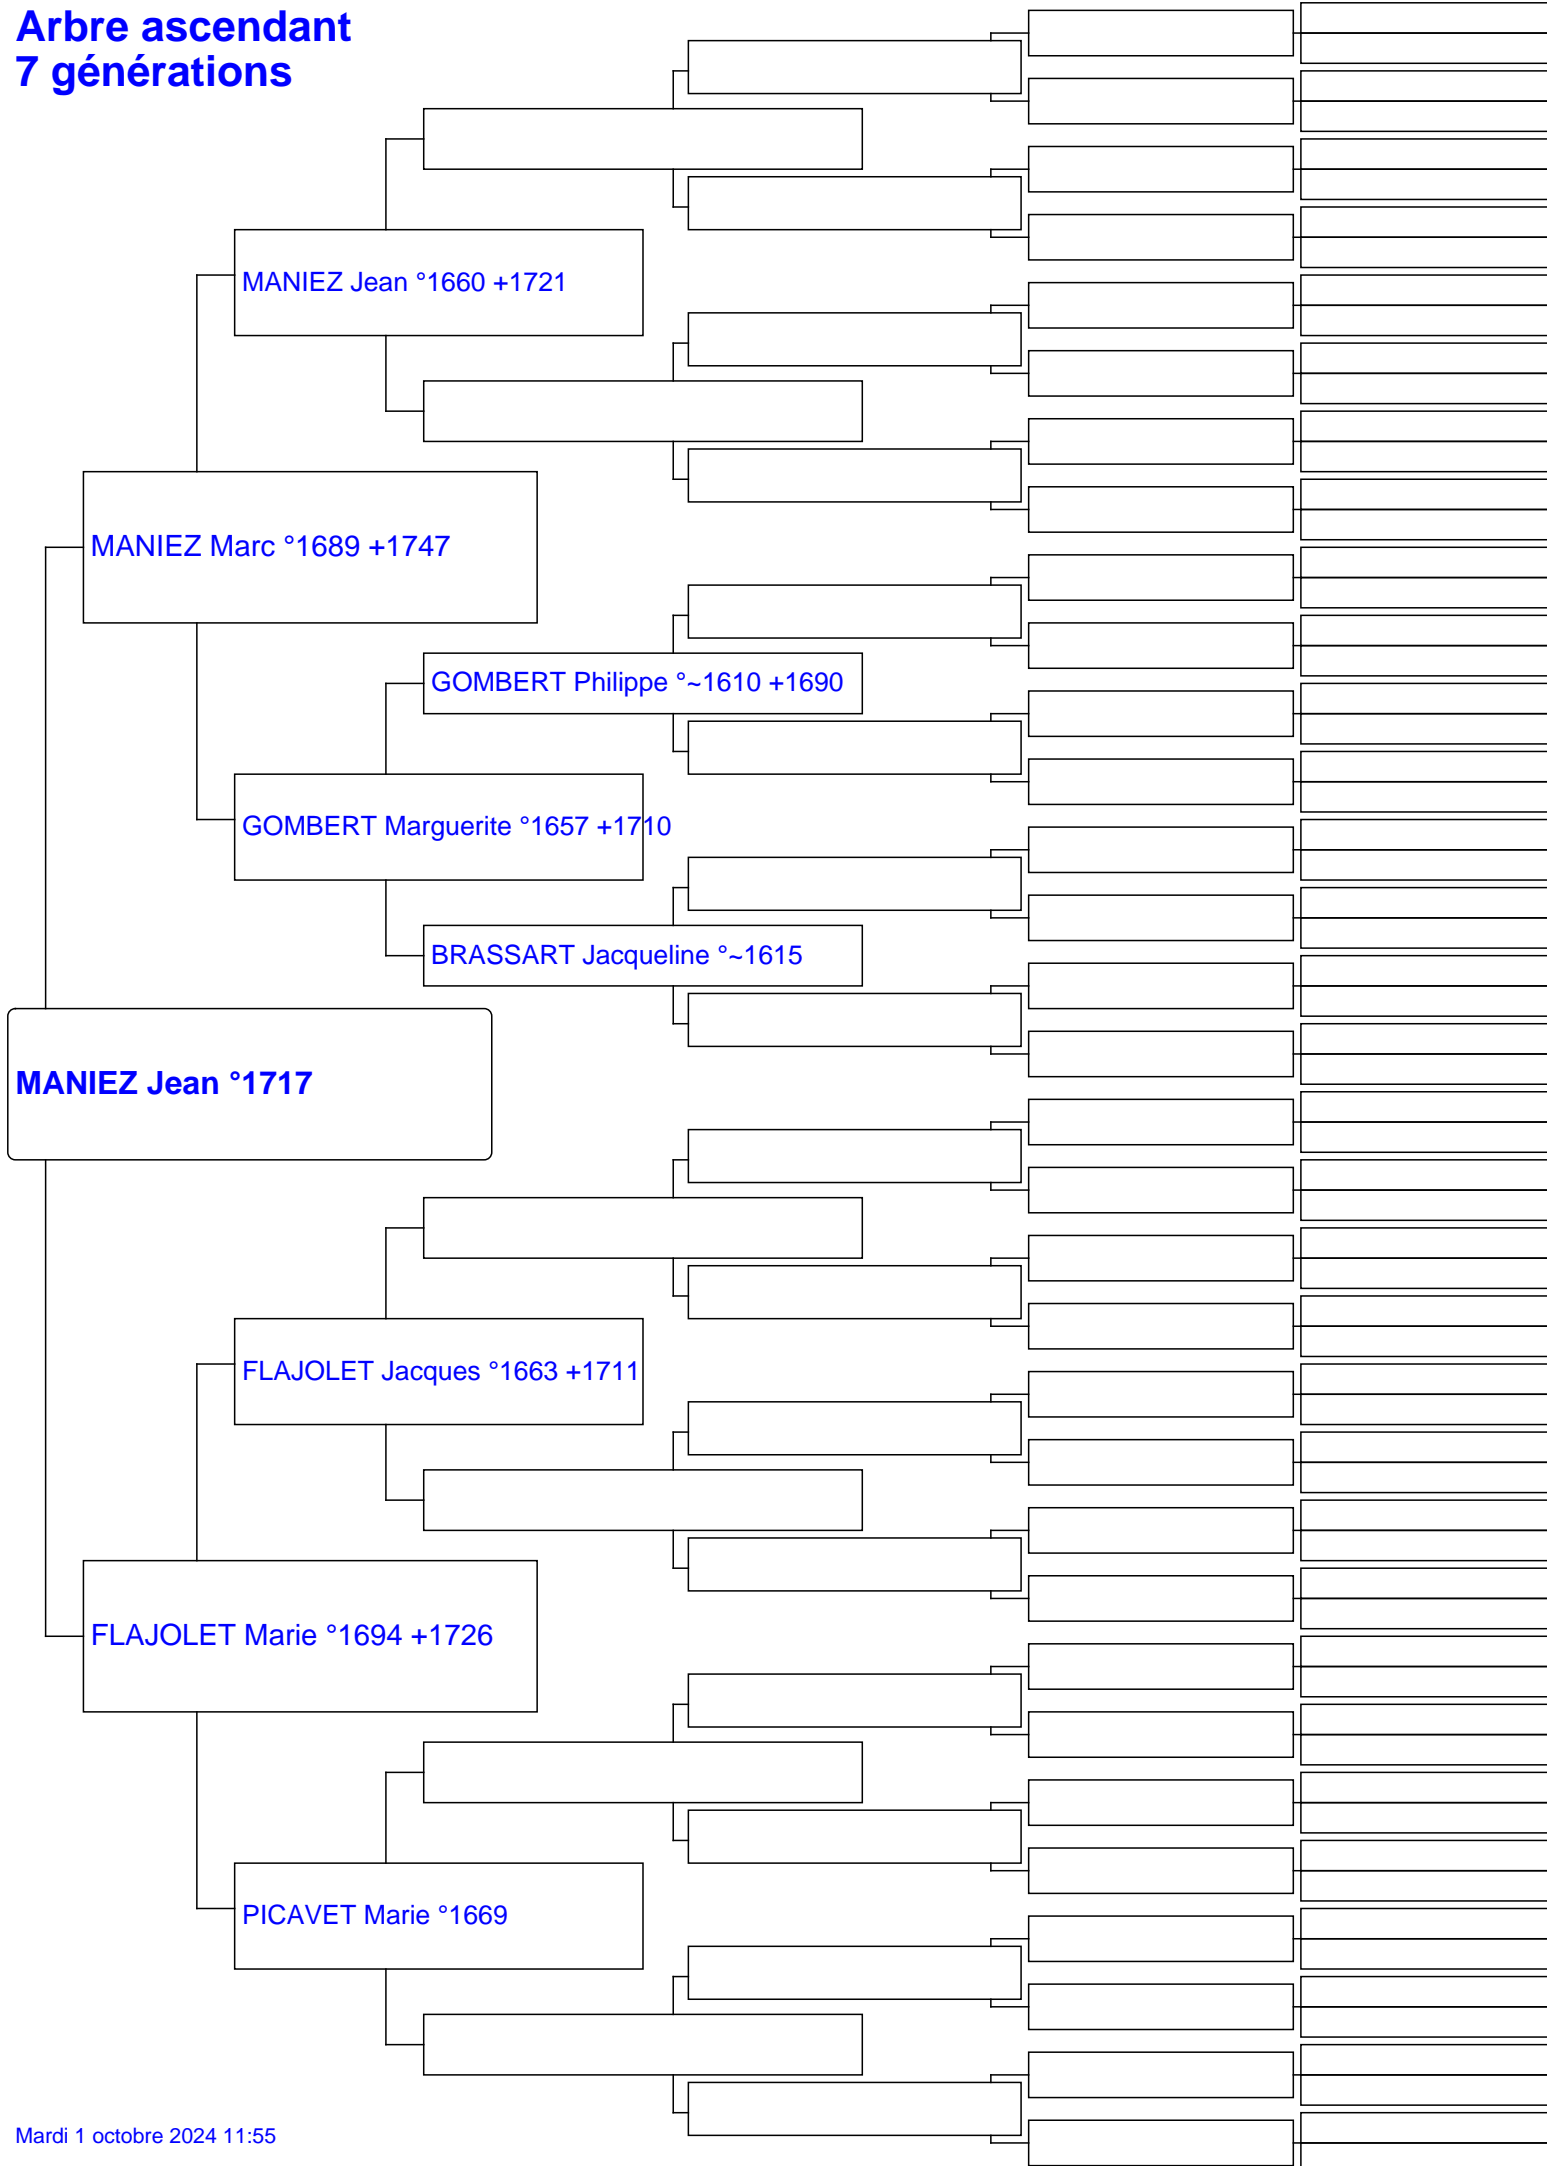 Arbre ascendant
7 générations
MANIEZ Jean °1660 +1721
MANIEZ Marc °1689 +1747
GOMBERT Philippe °~1610 +1690
GOMBERT Marguerite °1657 +1710
BRASSART Jacqueline °~1615
MANIEZ Jean °1717
FLAJOLET Jacques °1663 +1711
FLAJOLET Marie °1694 +1726
PICAVET Marie °1669
Mardi 1 octobre 2024 11:55